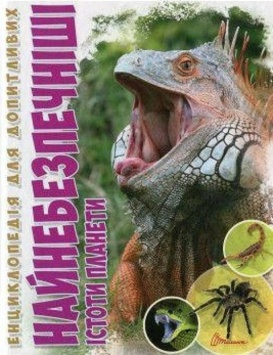 ЕНЦИКЛОПЕДІЯ ДЛЯ ДОПИТЛИВИХ
НАЙНЕБЕЗПЕЧНІШІ
ІСТОТИ ПЛАНЕТИ